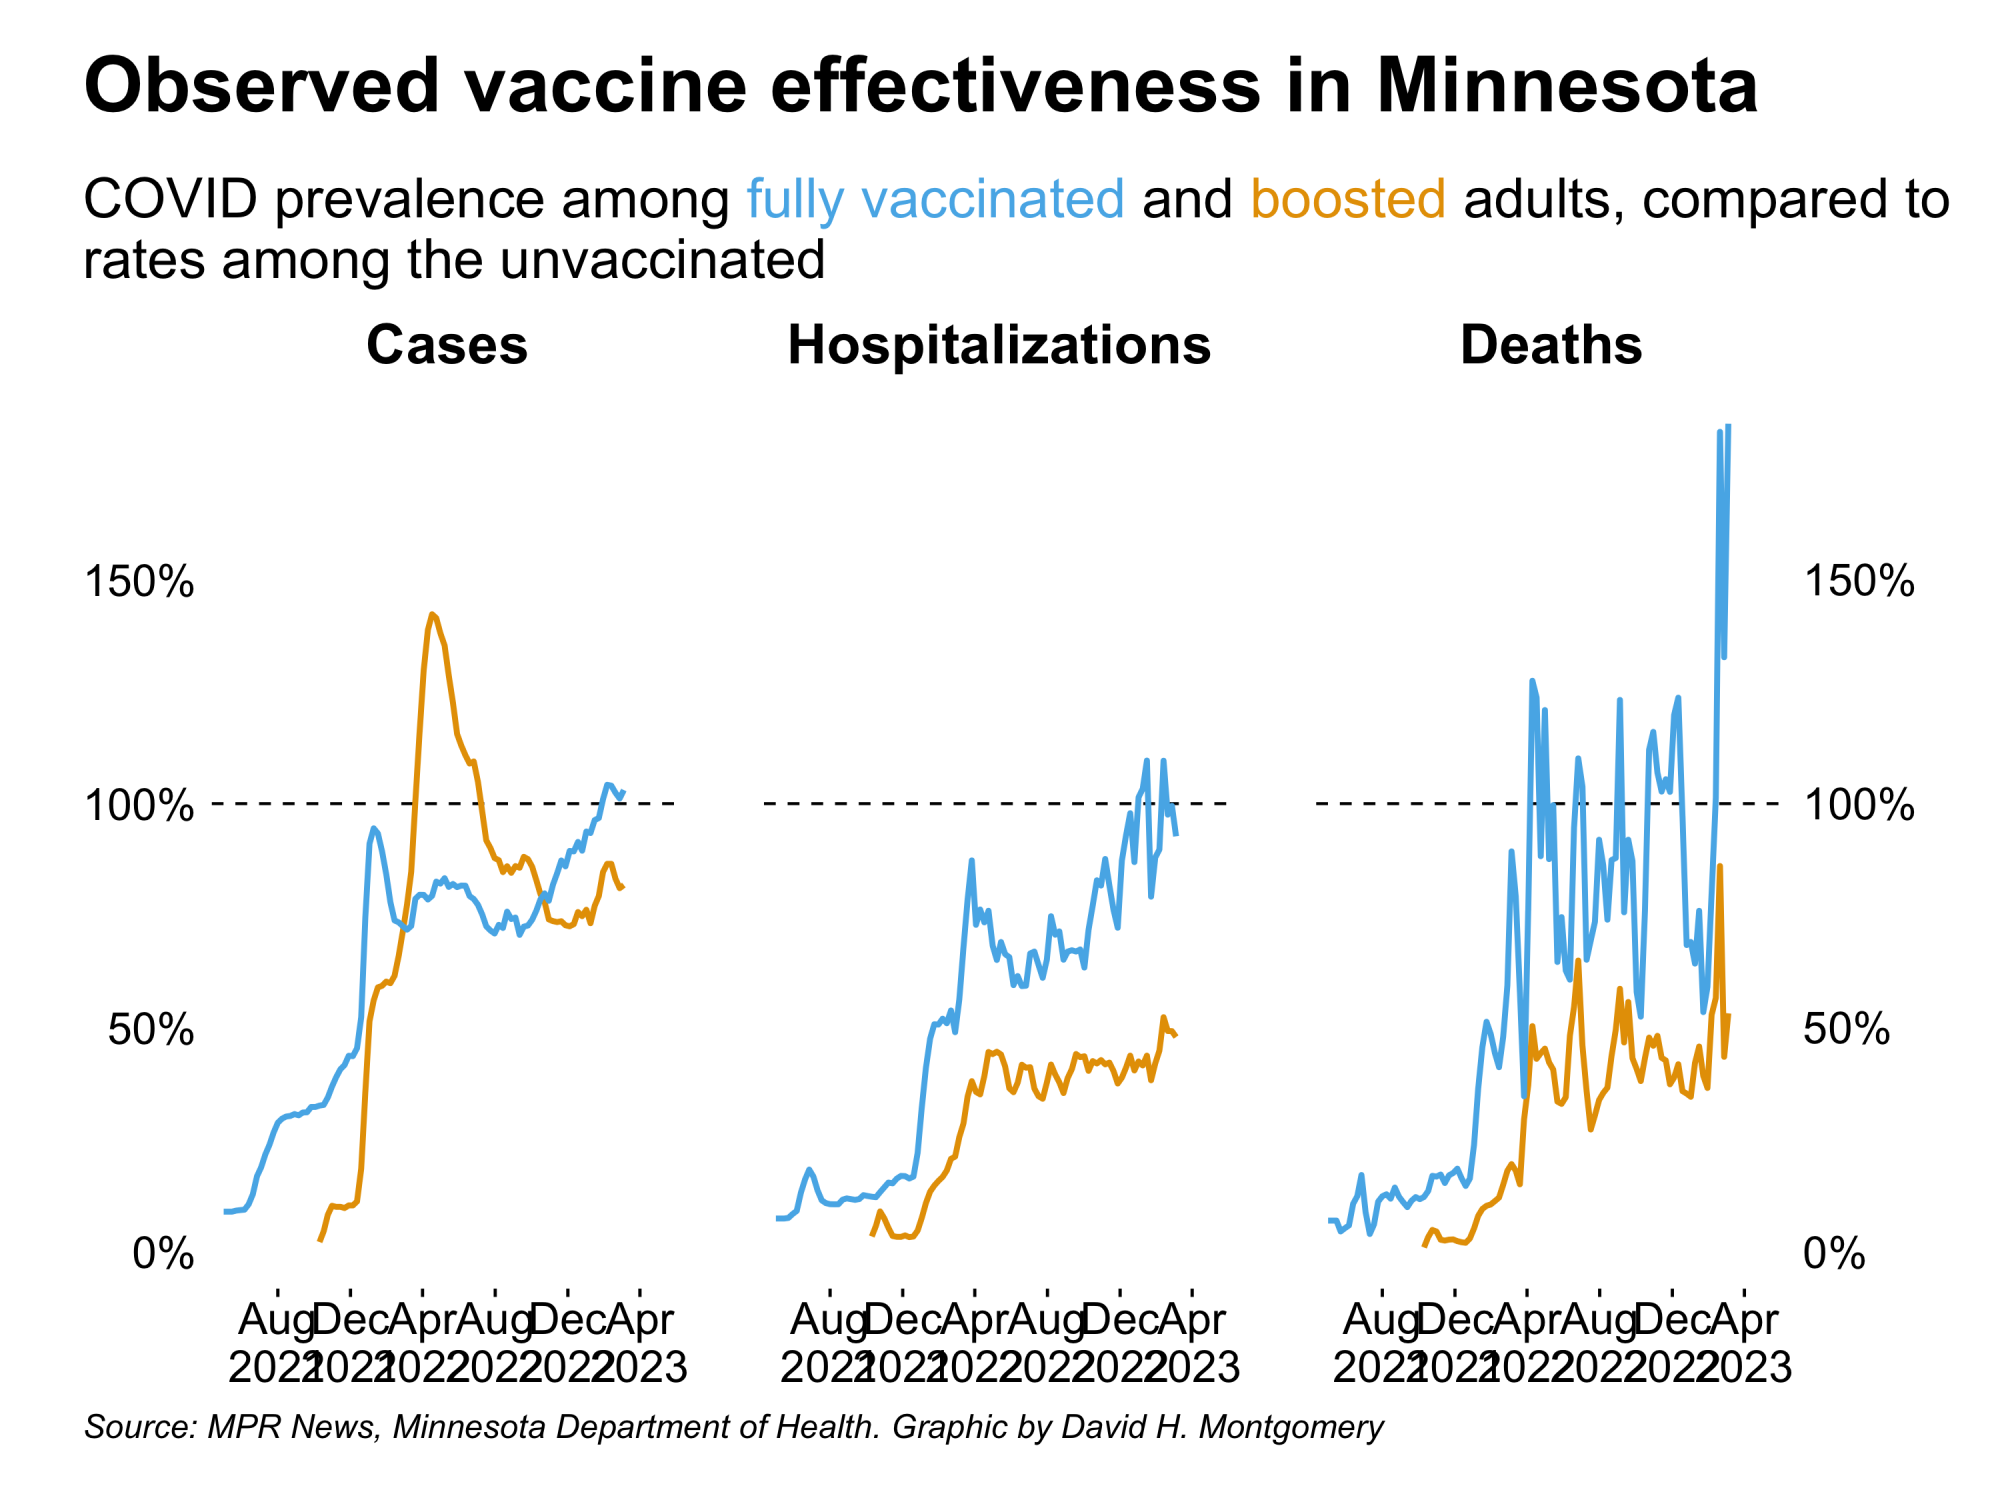 Observed vaccine effectiveness in Minnesota
COVID prevalence among fully vaccinated and boosted adults, compared to
rates among the unvaccinated
Cases Hospitalizations Deaths
150% 150%
100% 100%
50% 50%
0% 0%
Aug Dec Apr Aug Dec Apr Aug Dec Apr Aug Dec Apr Aug Dec Apr Aug Dec Apr
2021 2021 2022 2022 2022 2023 2021 2021 2022 2022 2022 2023 2021 2021 2022 2022 2022 2023
Source: MPR News, Minnesota Department of Health. Graphic by David H. Montgomery